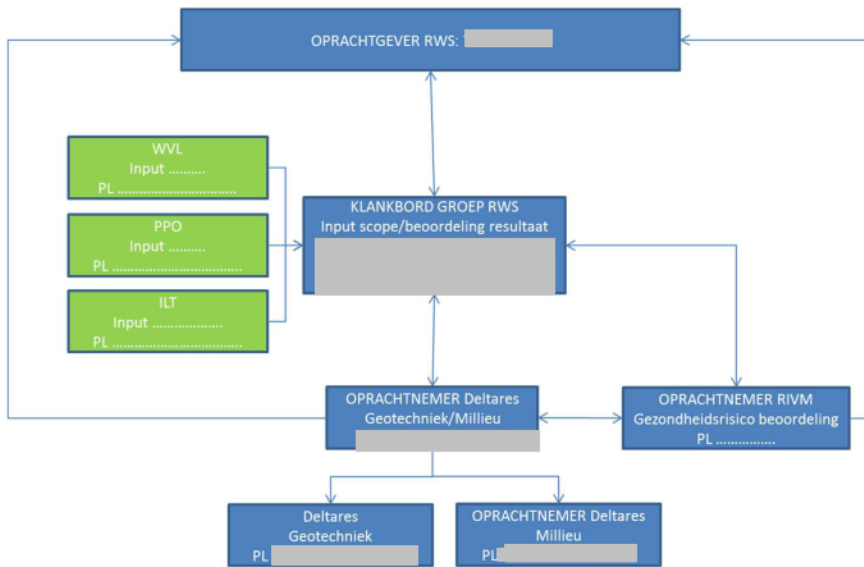 OPRACHTGEVER RWS:
WVL
Input ..........
PL .................................
KLANKBORD GROEP RWS
Input scope/beoordeling resultaat
PPO
Input ..........
PL ....................................
ILT
Input ....................
PL ....................................
OPRACHTNEMER Deltares
Geotechniek/Millieu
OPRACHTNEMER RIVM
Gezondheidsrisico beoordeling
PL ................
Deltares
Geotechniek
PL
OPRACHTNEMER Deltares
Millieu
PL